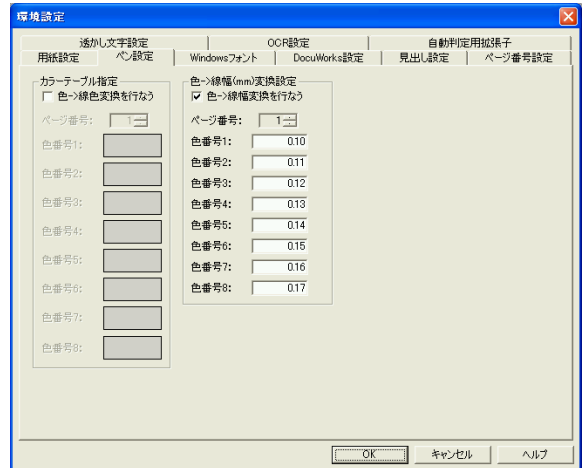 環境設定
透かし文字設定 OCR設定 自動判定用拡張子
用紙設定 ペン設定 Windowsフォント DocuWorks設定 見出し設定 ページ番号設定
カラーテーブル指定
色->線色変換を行なう
ページ番号: 1
色番号1:
色番号2:
色番号3:
色番号4:
色番号5:
色番号6:
色番号7:
色番号8:
色->線幅(mm)変換設定
色->線幅変換を行なう
ページ番号: 1
色番号1: 0.10
色番号2: 0.11
色番号3: 0.12
色番号4: 0.13
色番号5: 0.14
色番号6: 0.15
色番号7: 0.16
色番号8: 0.17
OK キャンセル ヘルプ